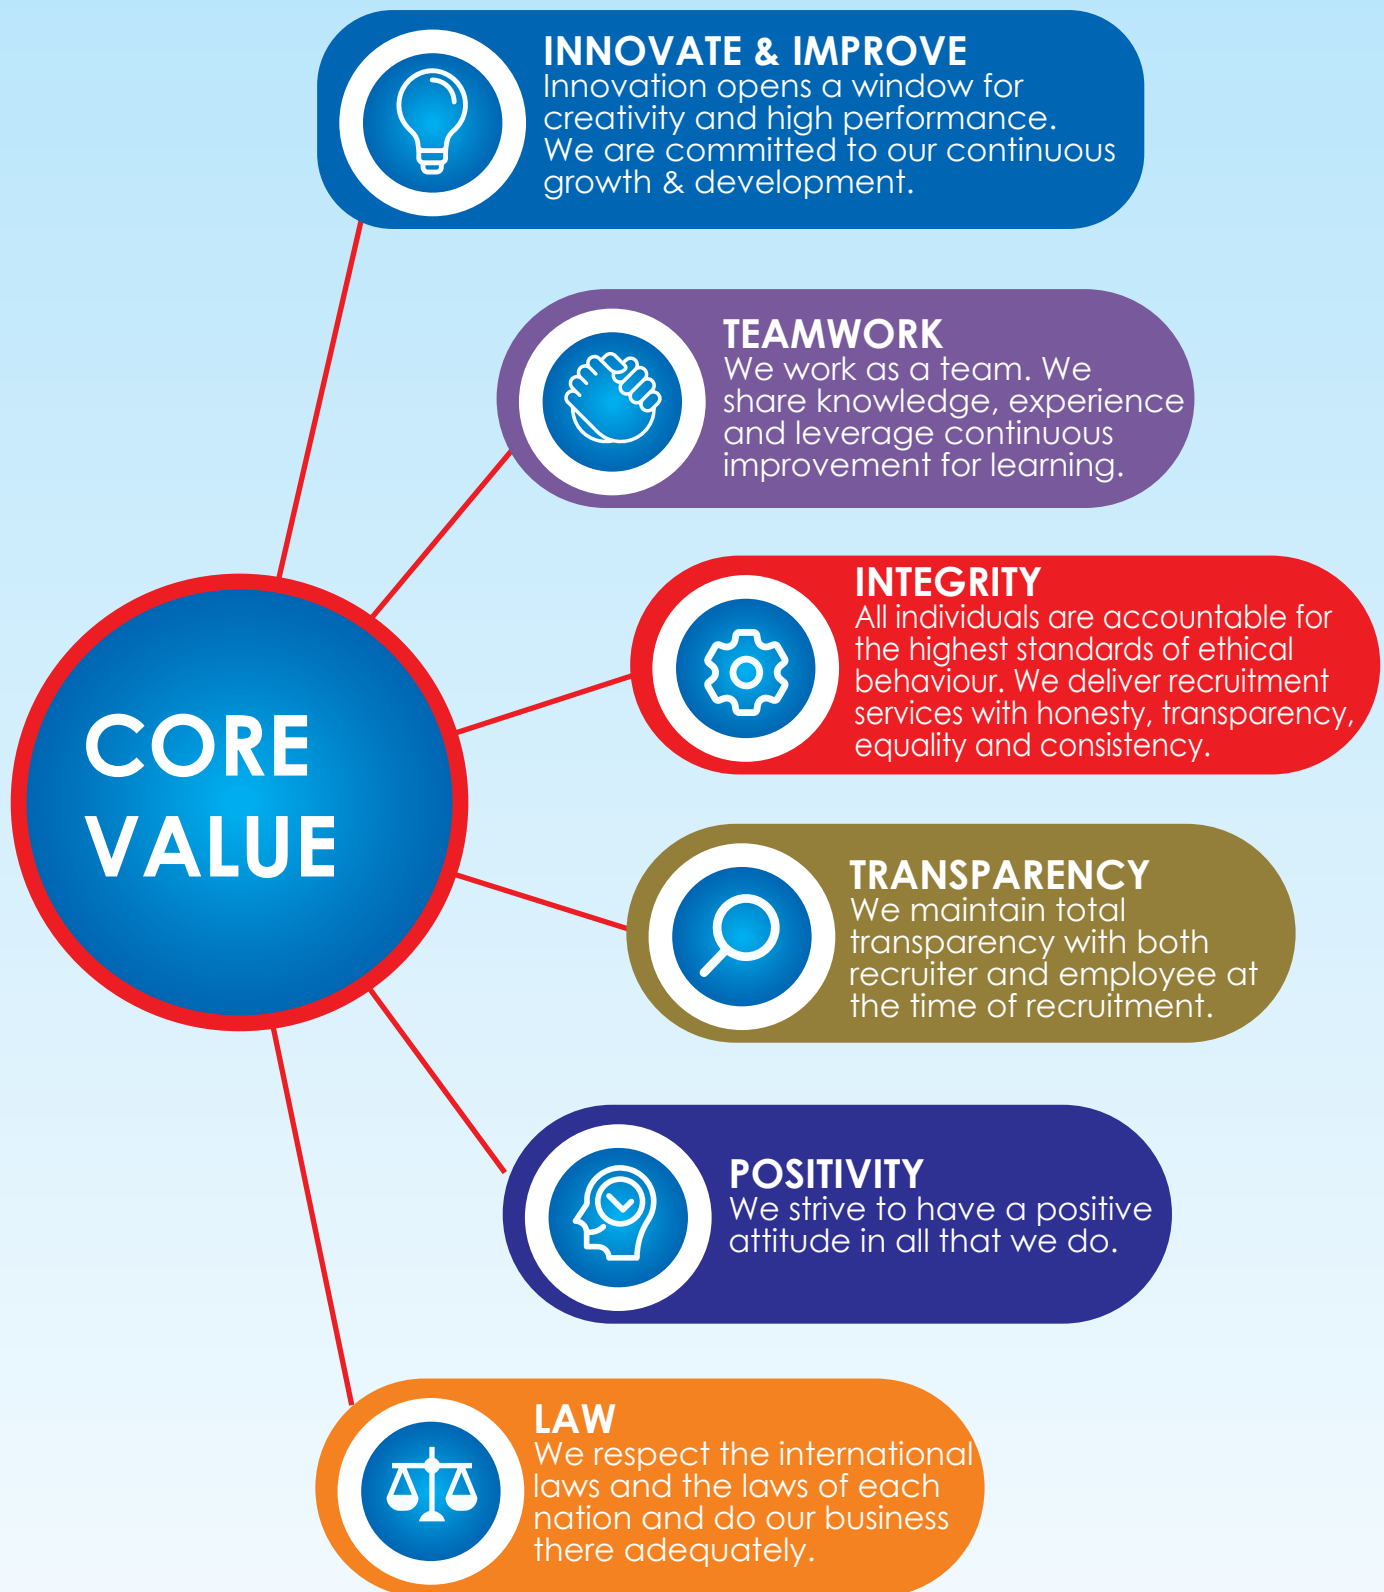 INNOVATE & IMPROVE
Innovation opens a window for
creativity and high performance.
We are committed to our continuous
growth & development.
TEAMWORK
We work as a team. We
share knowledge, experience
and leverage continuous
improvement for learning.
INTEGRITY
All individuals are accountable for
the highest standards of ethical
behaviour. We deliver recruitment
services with honesty, transparency,
equality and consistency.
CORE
VALUE
TRANSPARENCY
We maintain total
transparency with both
recruiter and employee at
the time of recruitment.
POSITIVITY
We strive to have a positive
attitude in all that we do.
LAW
We respect the international
laws and the laws of each
nation and do our business
there adequately.